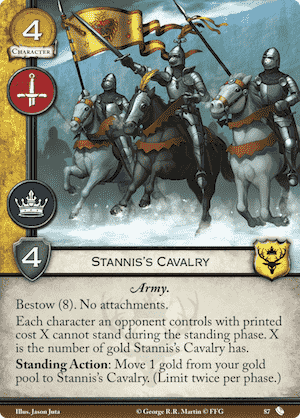 4
CHARACTER
4
STANNIS'S CAVALRY
Army.
Bestow (8). No attachments.
Each character an opponent controls with printed
cost X cannot stand during the standing phase. X
is the number of gold Stannis's Cavalry has.
Standing Action: Move 1 gold from your gold
pool to Stannis's Cavalry. (Limit twice per phase.)
Illus. Jason Juta © George R.R. Martin © FFG 87